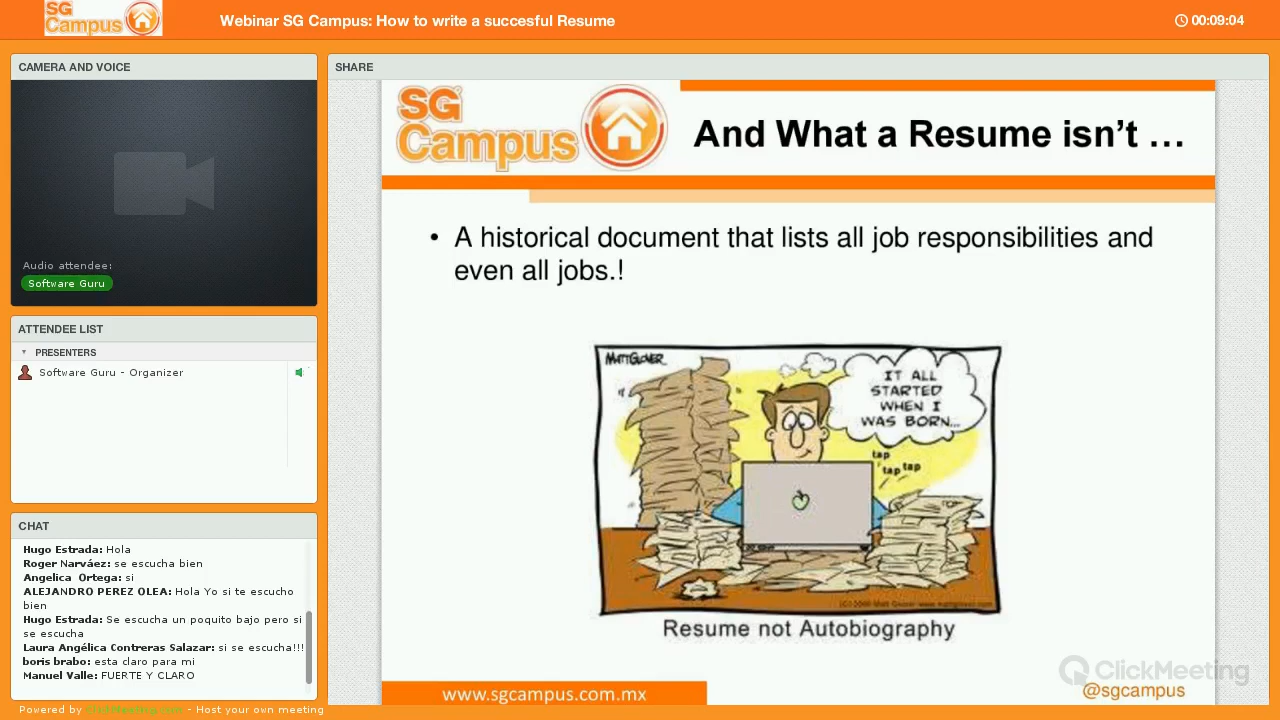 SG
Campus
Webinar SG Campus: How to write a succesful Resume
00:09:04
CAMERA AND VOICE
Audio attendee:
Software Guru
ATTENDEE LIST
PRESENTERS
Software Guru - Organizer
CHAT
Hugo Estrada: Hola
Roger Narváez: se escucha bien
Angelica Ortega: si
ALEJANDRO PEREZ OLEA: Hola Yo si te escucho
bien
Hugo Estrada: Se escucha un poquito bajo pero si
se escucha
Laura Angélica Contreras Salazar: si se escucha!!!
boris brabo: esta claro para mi
Manuel Valle: FUERTE Y CLARO
Powered by ClickMeeting.com - Host your own meeting
SHARE
SG
Campus
And What a Resume isn't ...
• A historical document that lists all job responsibilities and
even all jobs.!
MATT GLOVER
IT ALL
STARTED
WHEN I
WAS BORN...
tap
tap tap
Resume not Autobiography
www.sgcampus.com.mx
ClickMeeting
@sgcampus